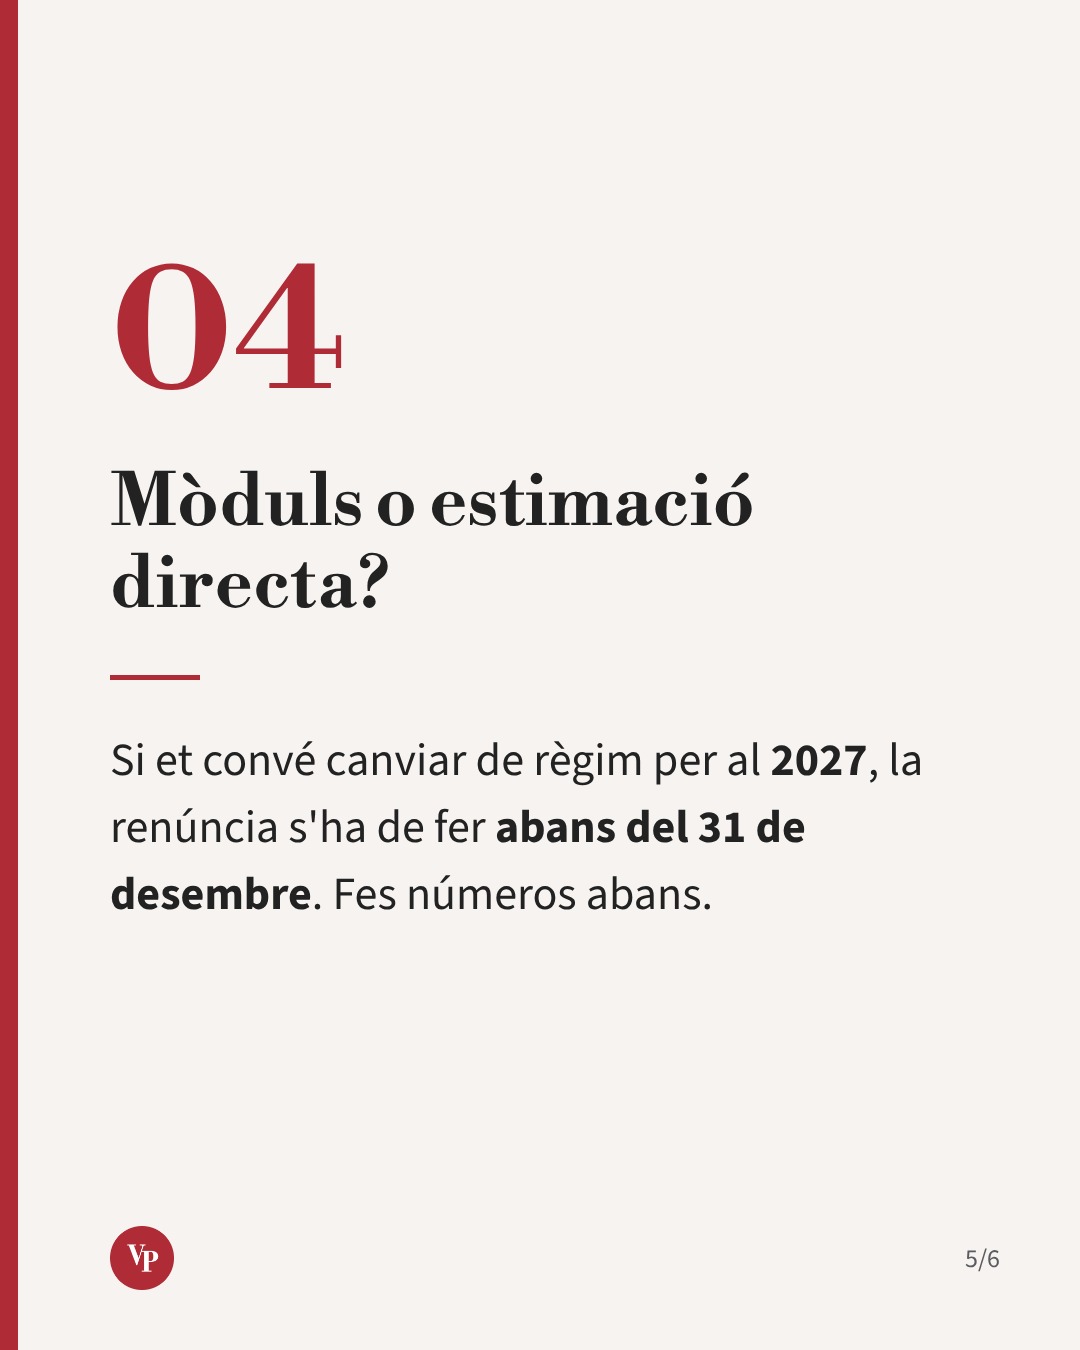 04
Mòduls o estimació
directa?
Si et convé canviar de règim per al 2027, la
renúncia s'ha de fer abans del 31 de
desembre. Fes números abans.
VP
5/6